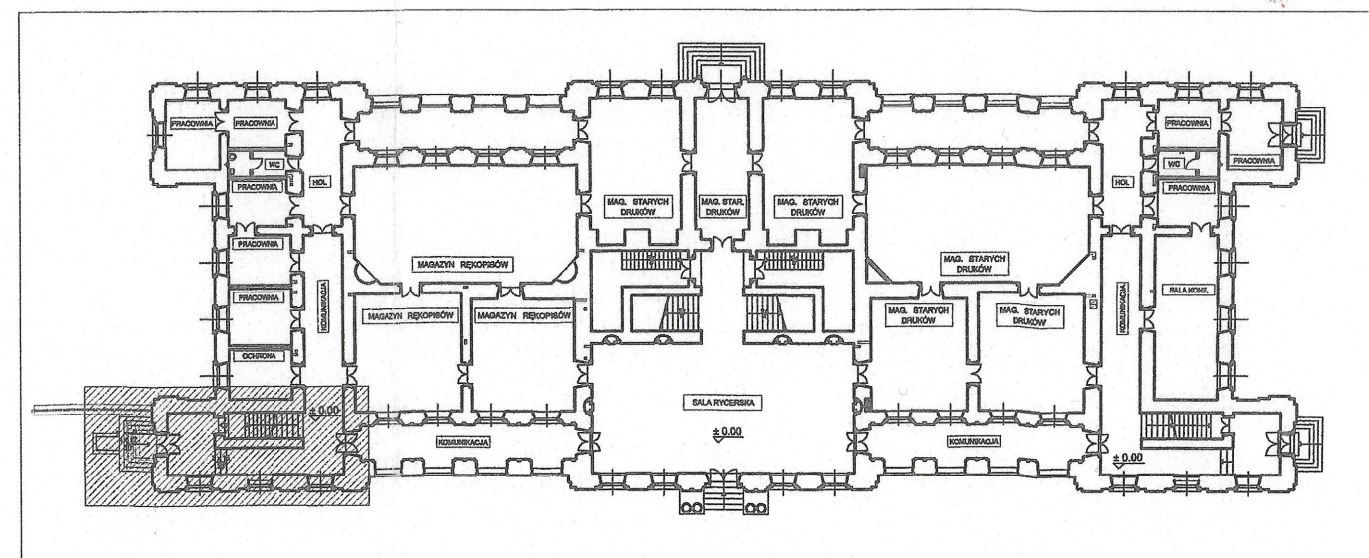 PRACOWNIA
PRACOWNIA
PRACOWNIA
WC
WC
PRACOWNIA
HOL
HOL
PRACOWNIA
PRACOWNIA
MAG. STARYCH
DRUKÓW
MAG. STAR.
DRUKÓW
MAG. STARYCH
DRUKÓW
PRACOWNIA
MAGAZYN RĘKOPISÓW
MAG. STARYCH
DRUKÓW
PRACOWNIA
KOMUNIKACJA
KOMUNIKACJA
SALA KONF.
MAGAZYN RĘKOPISÓW
MAGAZYN RĘKOPISÓW
MAG. STARYCH
DRUKÓW
MAG. STARYCH
DRUKÓW
OCHRONA
SALA RYCERSKA
± 0.00
± 0.00
KOMUNIKACJA
KOMUNIKACJA
± 0.00